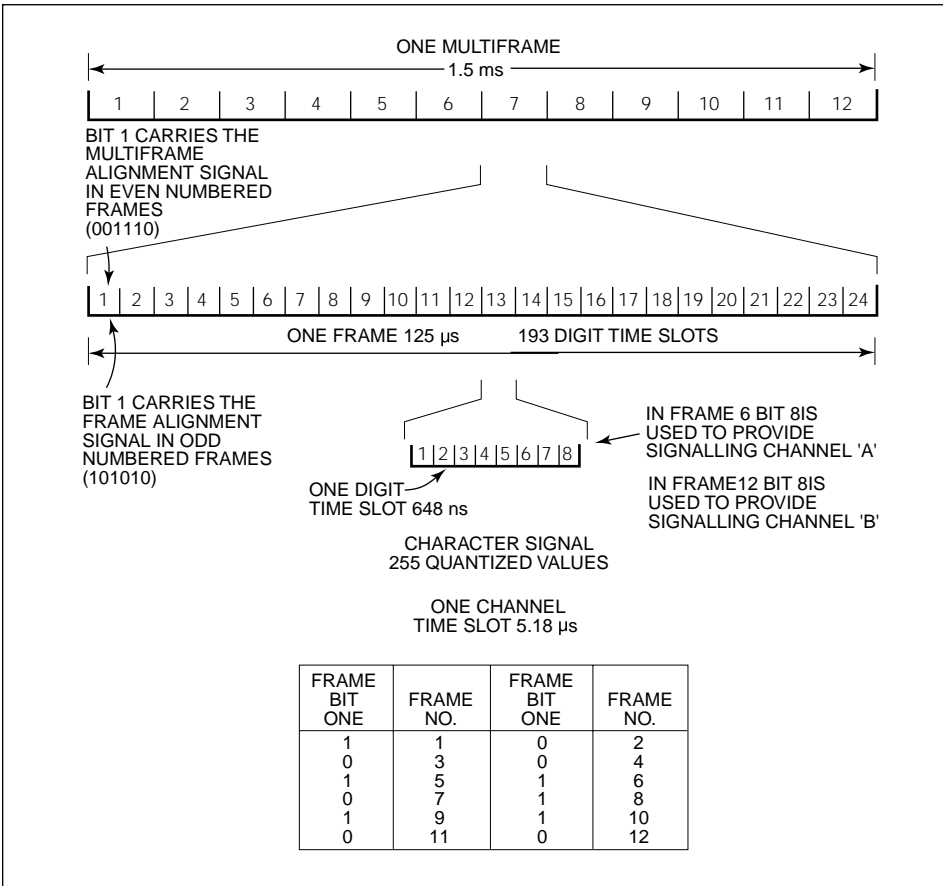 ONE MULTIFRAME
1.5 ms
1 2 3 4 5 6 7 8 9 10 11 12
BIT 1 CARRIES THE
MULTIFRAME
ALIGNMENT SIGNAL
IN EVEN NUMBERED
FRAMES
(001110)
1 2 3 4 5 6 7 8 9 10 11 12 13 14 15 16 17 18 19 20 21 22 23 24
ONE FRAME 125 µs 193 DIGIT TIME SLOTS
BIT 1 CARRIES THE
FRAME ALIGNMENT
SIGNAL IN ODD
NUMBERED FRAMES
(101010)
1 2 3 4 5 6 7 8
IN FRAME 6 BIT 8IS
USED TO PROVIDE
SIGNALLING CHANNEL 'A'
ONE DIGIT
TIME SLOT 648 ns
IN FRAME12 BIT 8IS
USED TO PROVIDE
SIGNALLING CHANNEL 'B'
CHARACTER SIGNAL
255 QUANTIZED VALUES
ONE CHANNEL
TIME SLOT 5.18 µs
FRAME FRAME
BIT FRAME BIT FRAME
ONE NO. ONE NO.
1 1 0 2
0 3 0 4
1 5 1 6
0 7 1 8
1 9 1 10
0 11 0 12